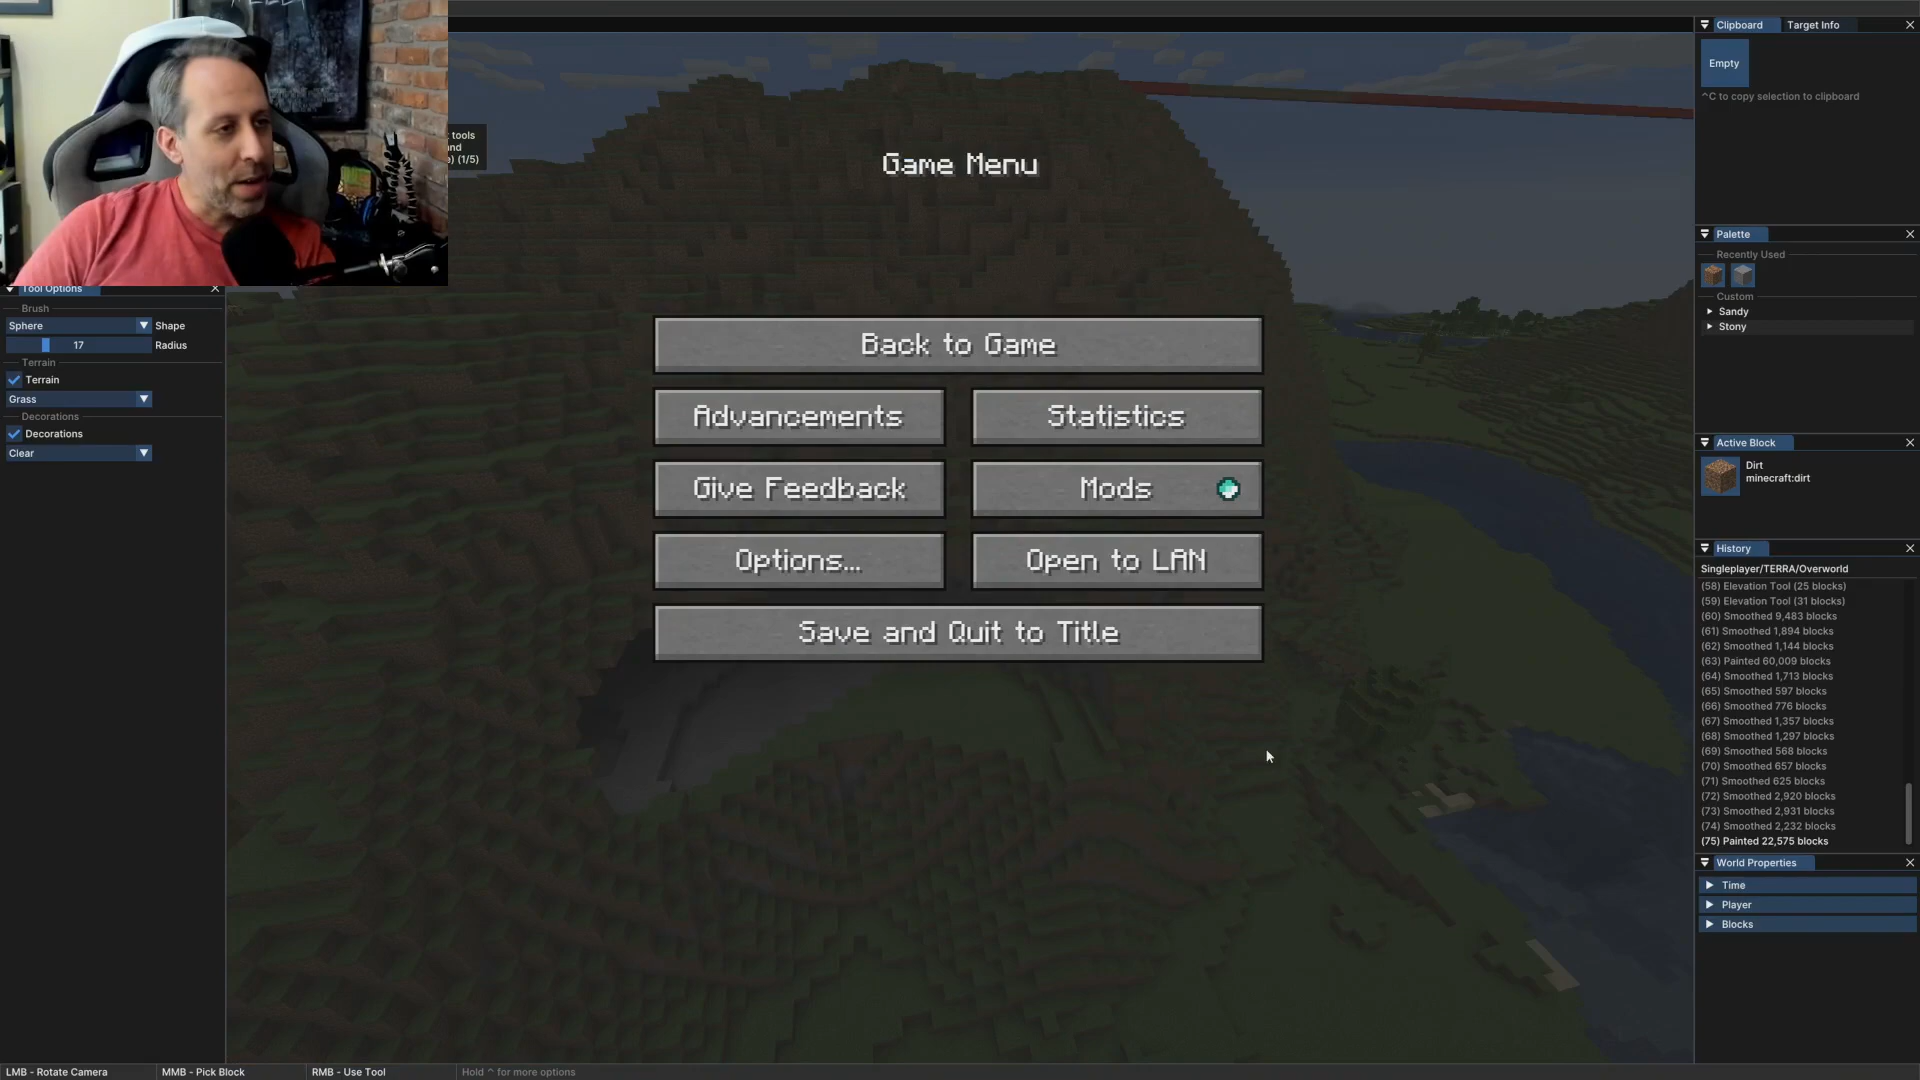 tools
nd
e) (1/5)
Game Menu
Back to Game
Advancements
Statistics
Give Feedback
Mods
Options...
Open to LAN
Save and Quit to Title
Tool Options
Brush
Sphere
Shape
17
Radius
Terrain
Terrain
Grass
Decorations
Decorations
Clear
Clipboard
Target Info
Empty
^C to copy selection to clipboard
Palette
Recently Used
Custom
Sandy
Stony
Active Block
Dirt
minecraft:dirt
History
Singleplayer/TERRA/Overworld
(58) Elevation Tool (25 blocks)
(59) Elevation Tool (31 blocks)
(60) Smoothed 9,483 blocks
(61) Smoothed 1,894 blocks
(62) Smoothed 1,144 blocks
(63) Painted 60,009 blocks
(64) Smoothed 1,713 blocks
(65) Smoothed 597 blocks
(66) Smoothed 776 blocks
(67) Smoothed 1,357 blocks
(68) Smoothed 1,297 blocks
(69) Smoothed 568 blocks
(70) Smoothed 657 blocks
(71) Smoothed 625 blocks
(72) Smoothed 2,920 blocks
(73) Smoothed 2,931 blocks
(74) Smoothed 2,232 blocks
(75) Painted 22,575 blocks
World Properties
Time
Player
Blocks
LMB - Rotate Camera
MMB - Pick Block
RMB - Use Tool
Hold ^ for more options